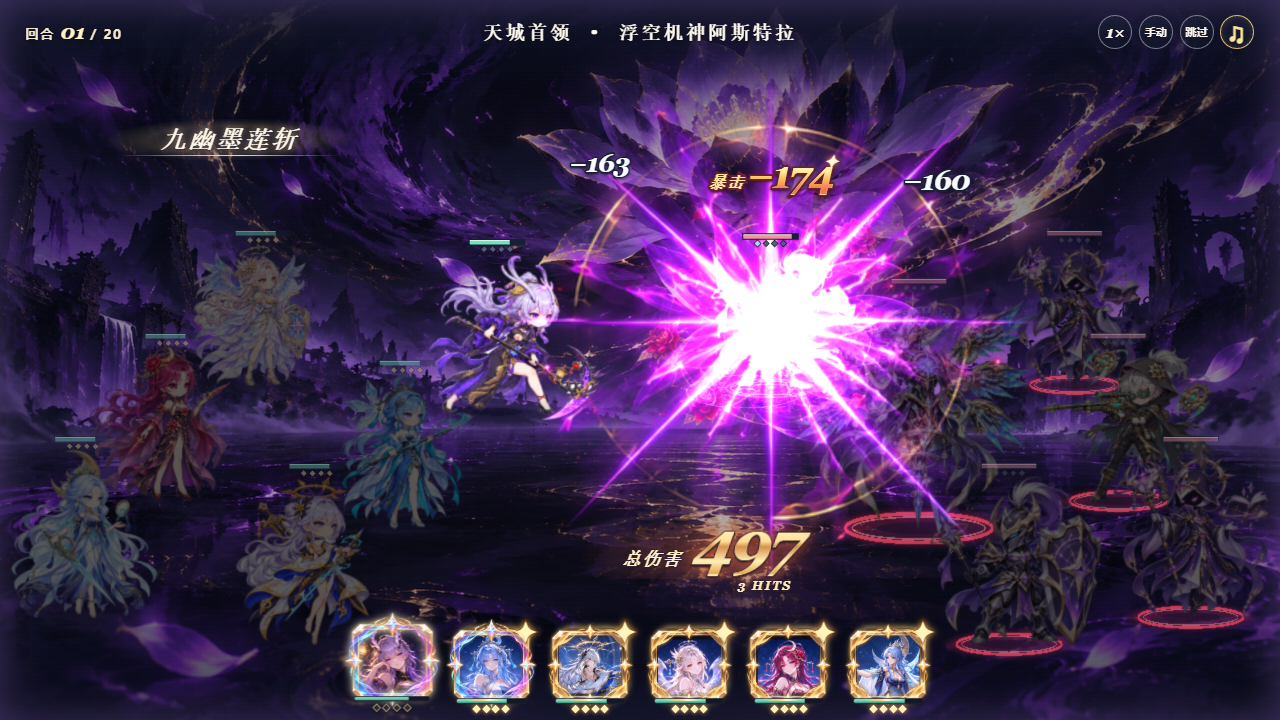 回合 01 / 20
天城首领 • 浮空机神阿斯特拉
1×
手动
跳过
九幽墨莲斩
−163
暴击 −174
−160
总伤害 497
3 HITS